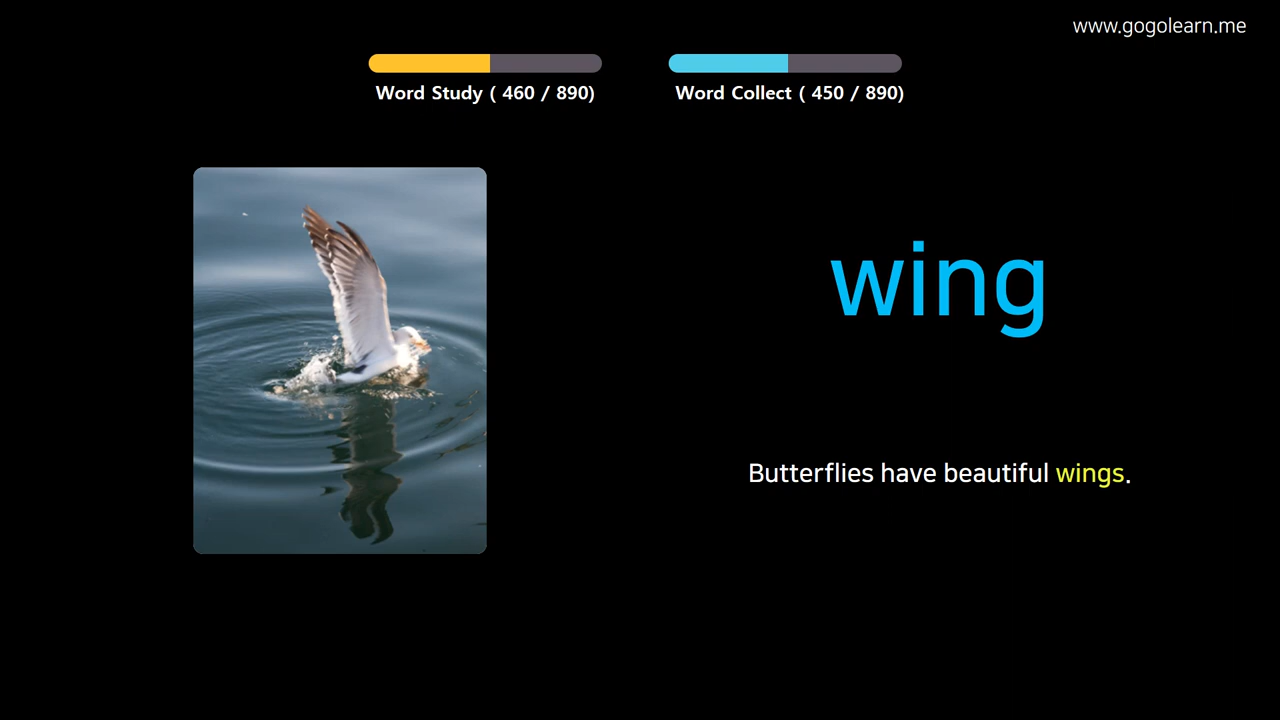 www.gogolearn.me
Word Study ( 460 / 890)
Word Collect ( 450 / 890)
wing
Butterflies have beautiful wings.